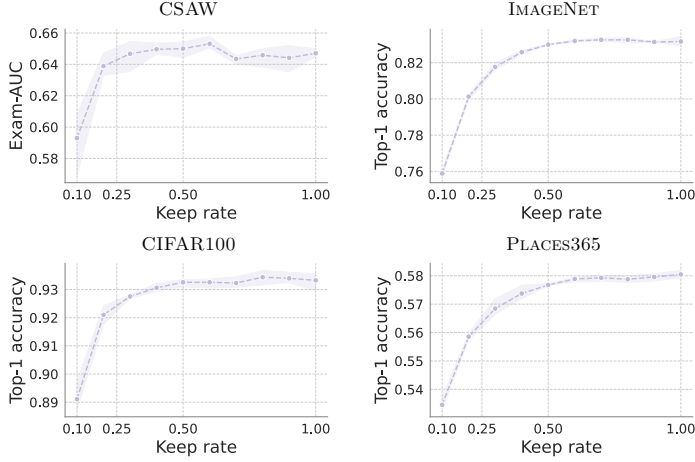 CSAW
Exam-AUC
0.66
0.64
0.60
0.58
0.10 0.25 0.50 1.00
Keep rate
IMAGENET
Top-1 accuracy
0.82
0.80
0.78
0.76
0.10 0.25 0.50 1.00
Keep rate
CIFAR100
Top-1 accuracy
0.93
0.92
0.91
0.90
0.89
0.10 0.25 0.50 1.00
Keep rate
PLACES365
Top-1 accuracy
0.58
0.57
0.56
0.55
0.54
0.10 0.25 0.50 1.00
Keep rate